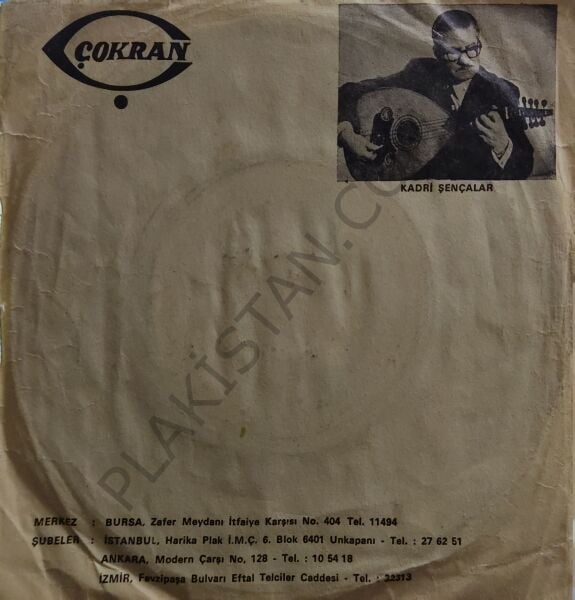 ÇOKRAN
KADRİ ŞENÇALAR
PLAKİSTAN.CO
MERKEZ : BURSA, Zafer Meydanı İtfaiye Karşısı No. 404 Tel. 11494
ŞUBELER : İSTANBUL, Harika Plak İ.M.Ç. 6. Blok 6401 Unkapanı - Tel. : 27 62 51
ANKARA, Modern Çarşı No, 128 - Tel. : 10 54 18
İZMİR, Fevzipaşa Bulvarı Eftal Telciler Caddesi - Tel. : 22313